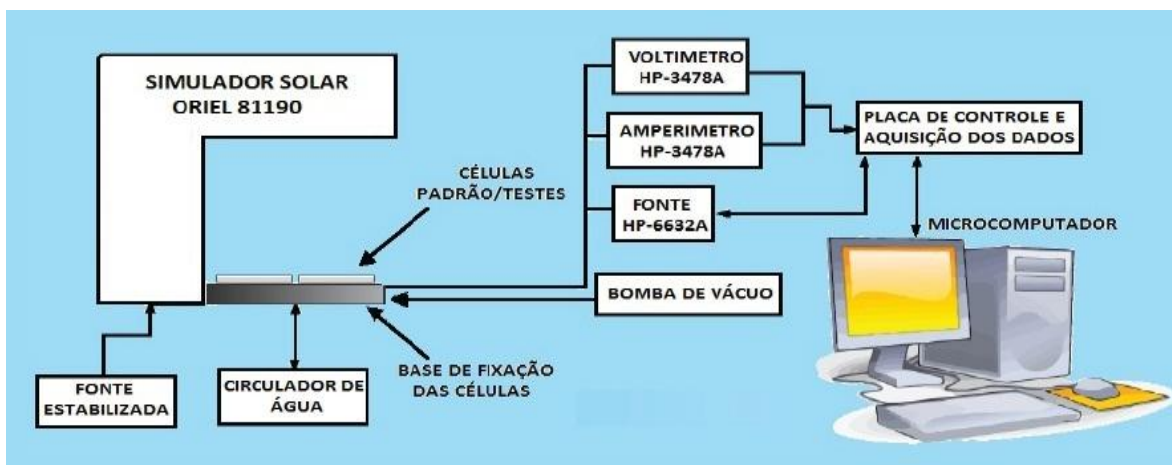 SIMULADOR SOLAR
ORIEL 81190
VOLTIMETRO
HP-3478A
AMPERIMETRO
HP-3478A
PLACA DE CONTROLE E
AQUISIÇÃO DOS DADOS
CÉLULAS
PADRÃO/TESTES
FONTE
HP-6632A
MICROCOMPUTADOR
BOMBA DE VÁCUO
FONTE
ESTABILIZADA
CIRCULADOR DE
ÁGUA
BASE DE FIXAÇÃO
DAS CÉLULAS